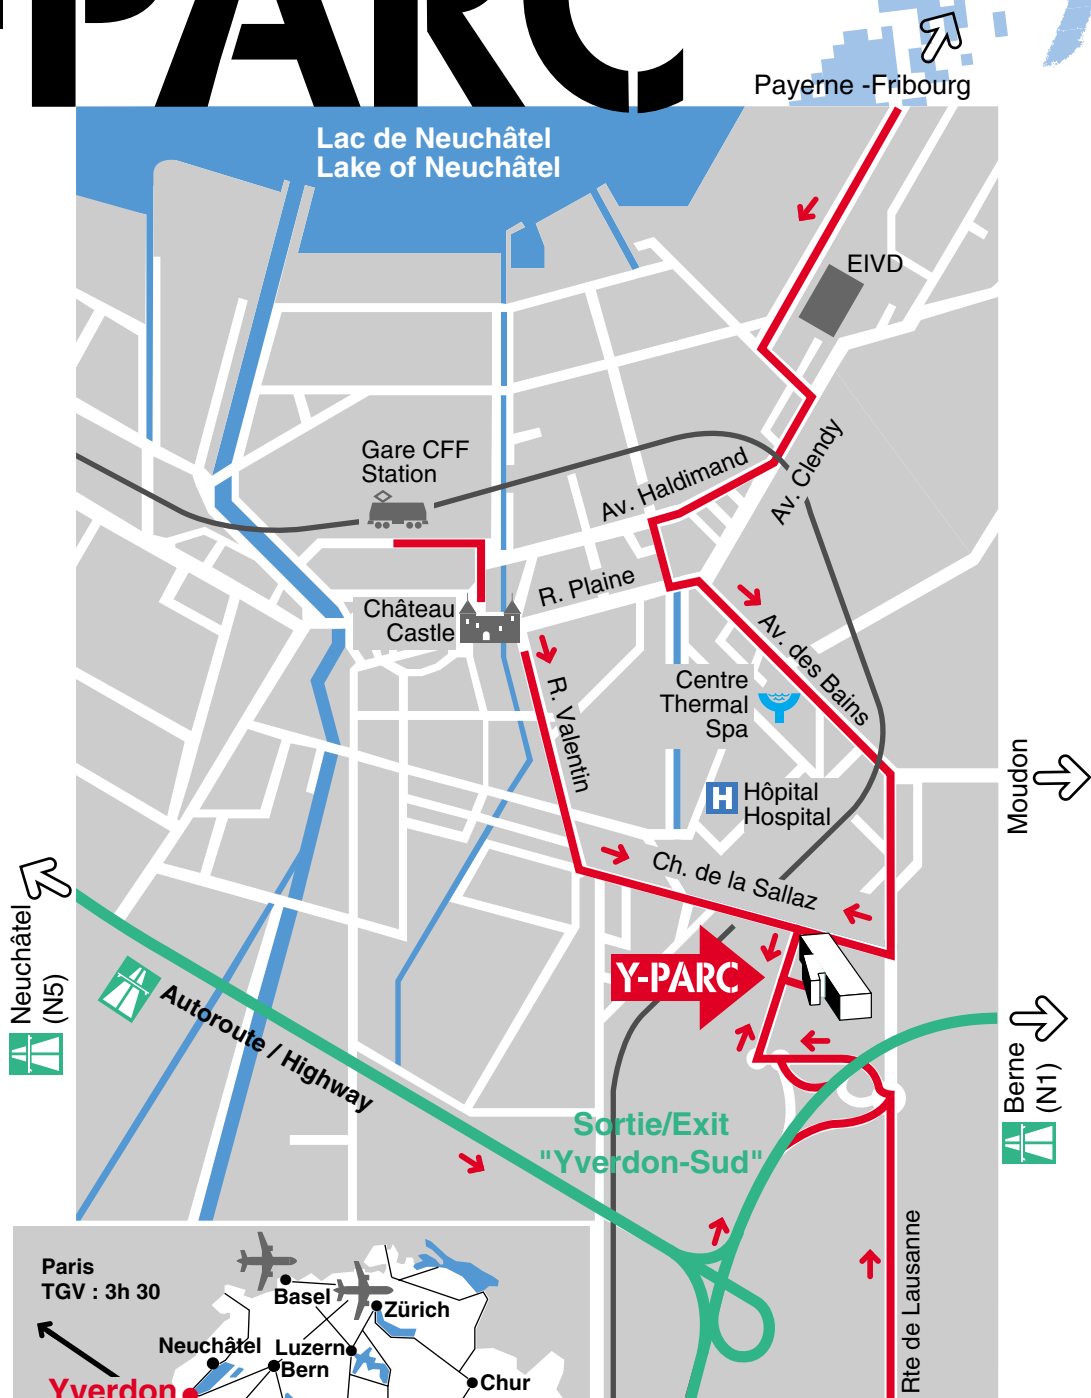 Y-PARC
Payerne -Fribourg
Lac de Neuchâtel
Lake of Neuchâtel
EIVD
Gare CFF
Station
Av. Haldimand
Av. Clendy
R. Plaine
Château
Castle
Av. des Bains
Centre
Thermal
Spa
R. Valentin
Moudon
H
Hôpital
Hospital
Ch. de la Sallaz
Neuchâtel
(N5)
Y-PARC
Autoroute / Highway
Berne
(N1)
Sortie/Exit
"Yverdon-Sud"
Rte de Lausanne
Paris
TGV : 3h 30
Basel
Zürich
Neuchâtel
Luzern
Bern
Yverdon
Chur